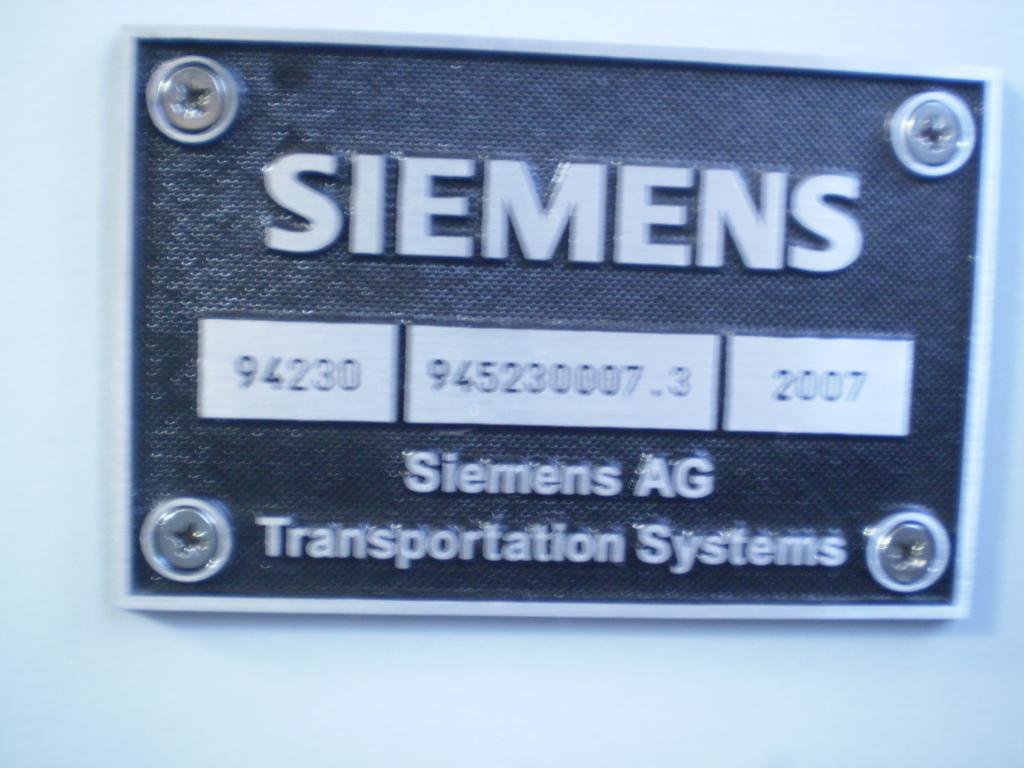 SIEMENS
94230 945230007.3 2007
Siemens AG
Transportation Systems